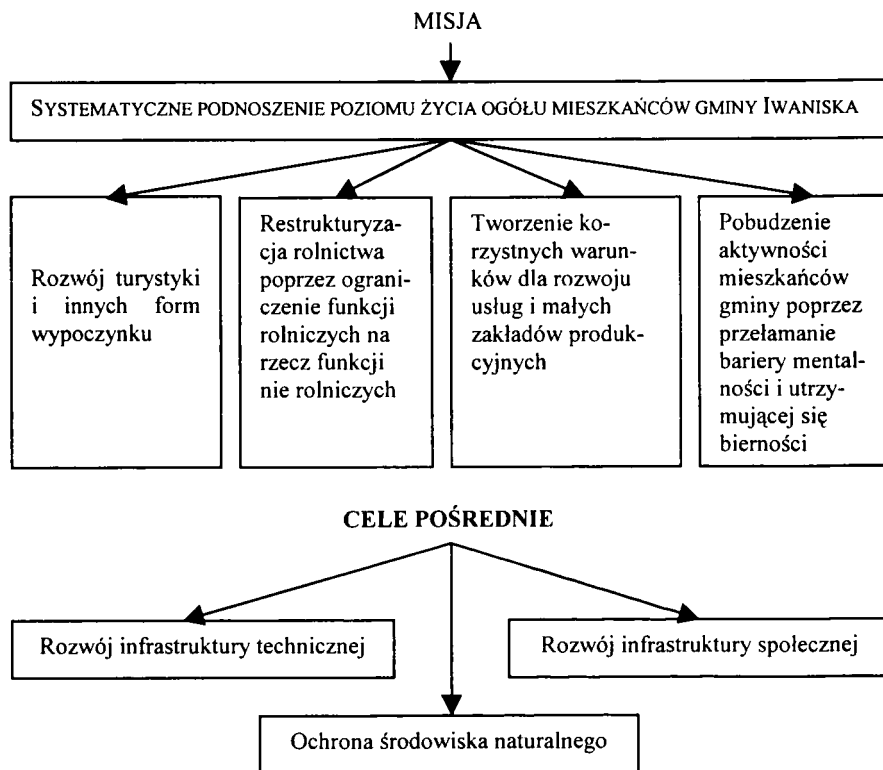 MISJA
SYSTEMATYCZNE PODNOSZENIE POZIOMU ŻYCIA OGÓŁU MIESZKAŃCÓW GMINY IWANISKA
Rozwój turystyki
i innych form
wypoczynku
Restrukturyza-
cja rolnictwa
poprzez ograni-
czenie funkcji
rolniczych na
rzecz funkcji
nie rolniczych
Tworzenie ko-
rzystnych warun-
ków dla rozwoju
usług i małych
zakładów produk-
cyjnych
Pobudzenie
aktywności
mieszkańców
gminy poprzez
przełamanie
bariery mental-
ności i utrzy-
mującej się
bierności
CELE POŚREDNIE
Rozwój infrastruktury technicznej
Rozwój infrastruktury społecznej
Ochrona środowiska naturalnego